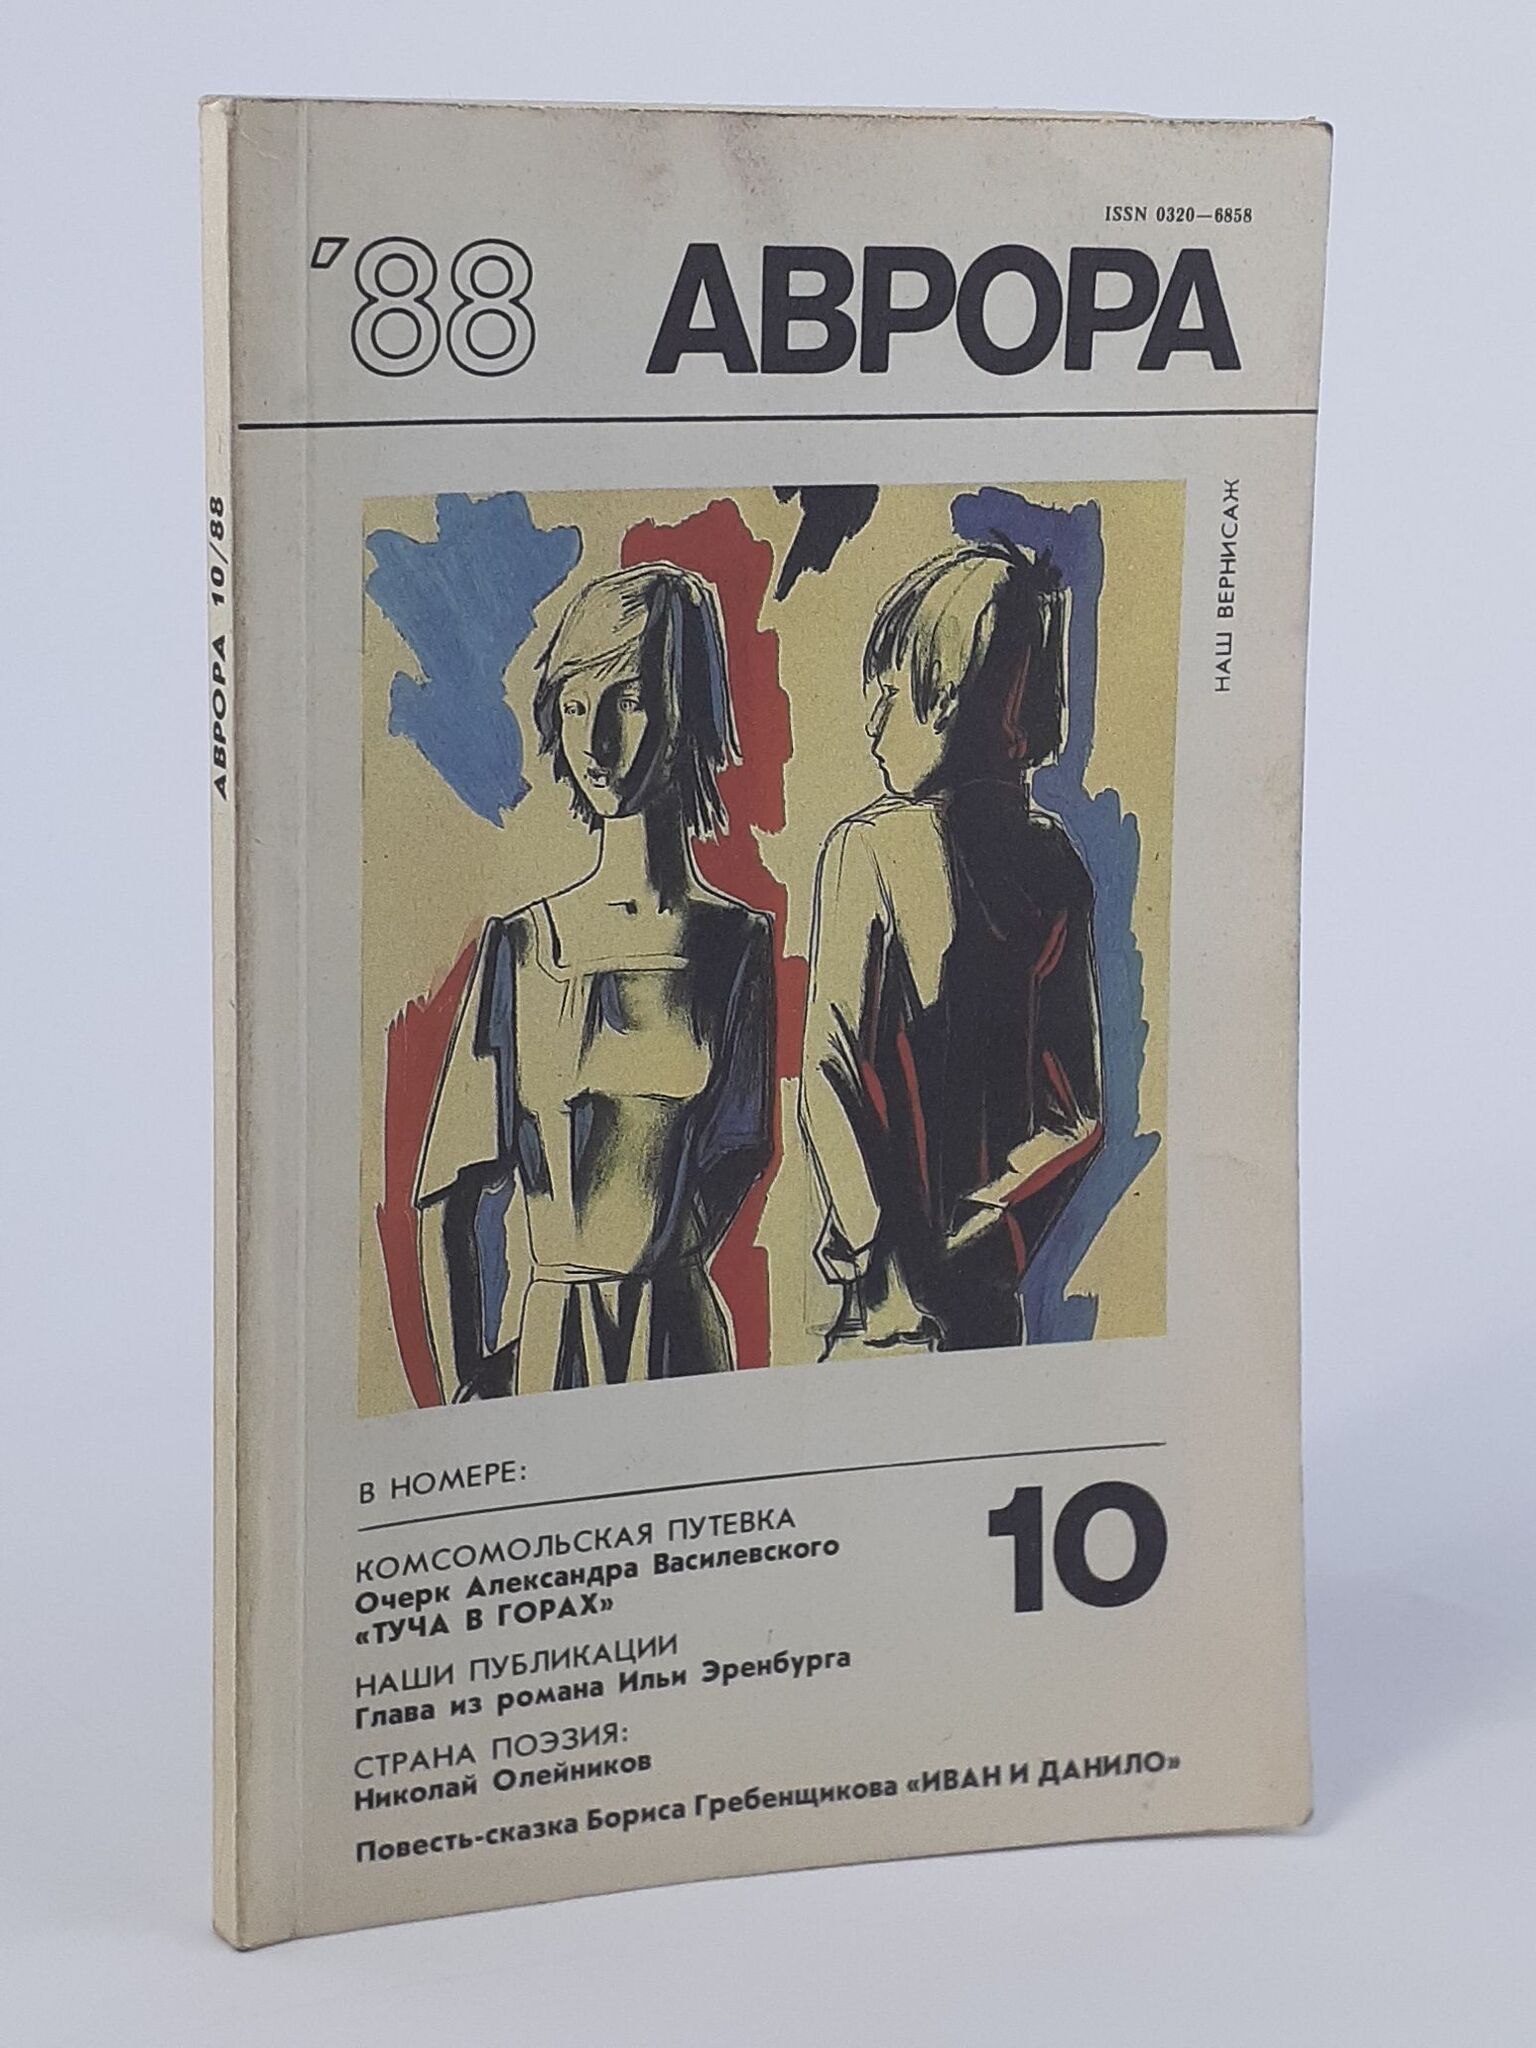 ISSN 0320—6858
'88 АВРОРА
НАШ ВЕРНИСАЖ
АВРОРА 10/88
В НОМЕРЕ:
10
КОМСОМОЛЬСКАЯ ПУТЕВКА
Очерк Александра Василевского
«ТУЧА В ГОРАХ»
НАШИ ПУБЛИКАЦИИ
Глава из романа Ильи Эренбурга
СТРАНА ПОЭЗИЯ:
Николай Олейников
Повесть-сказка Бориса Гребенщикова «ИВАН И ДАНИЛО»